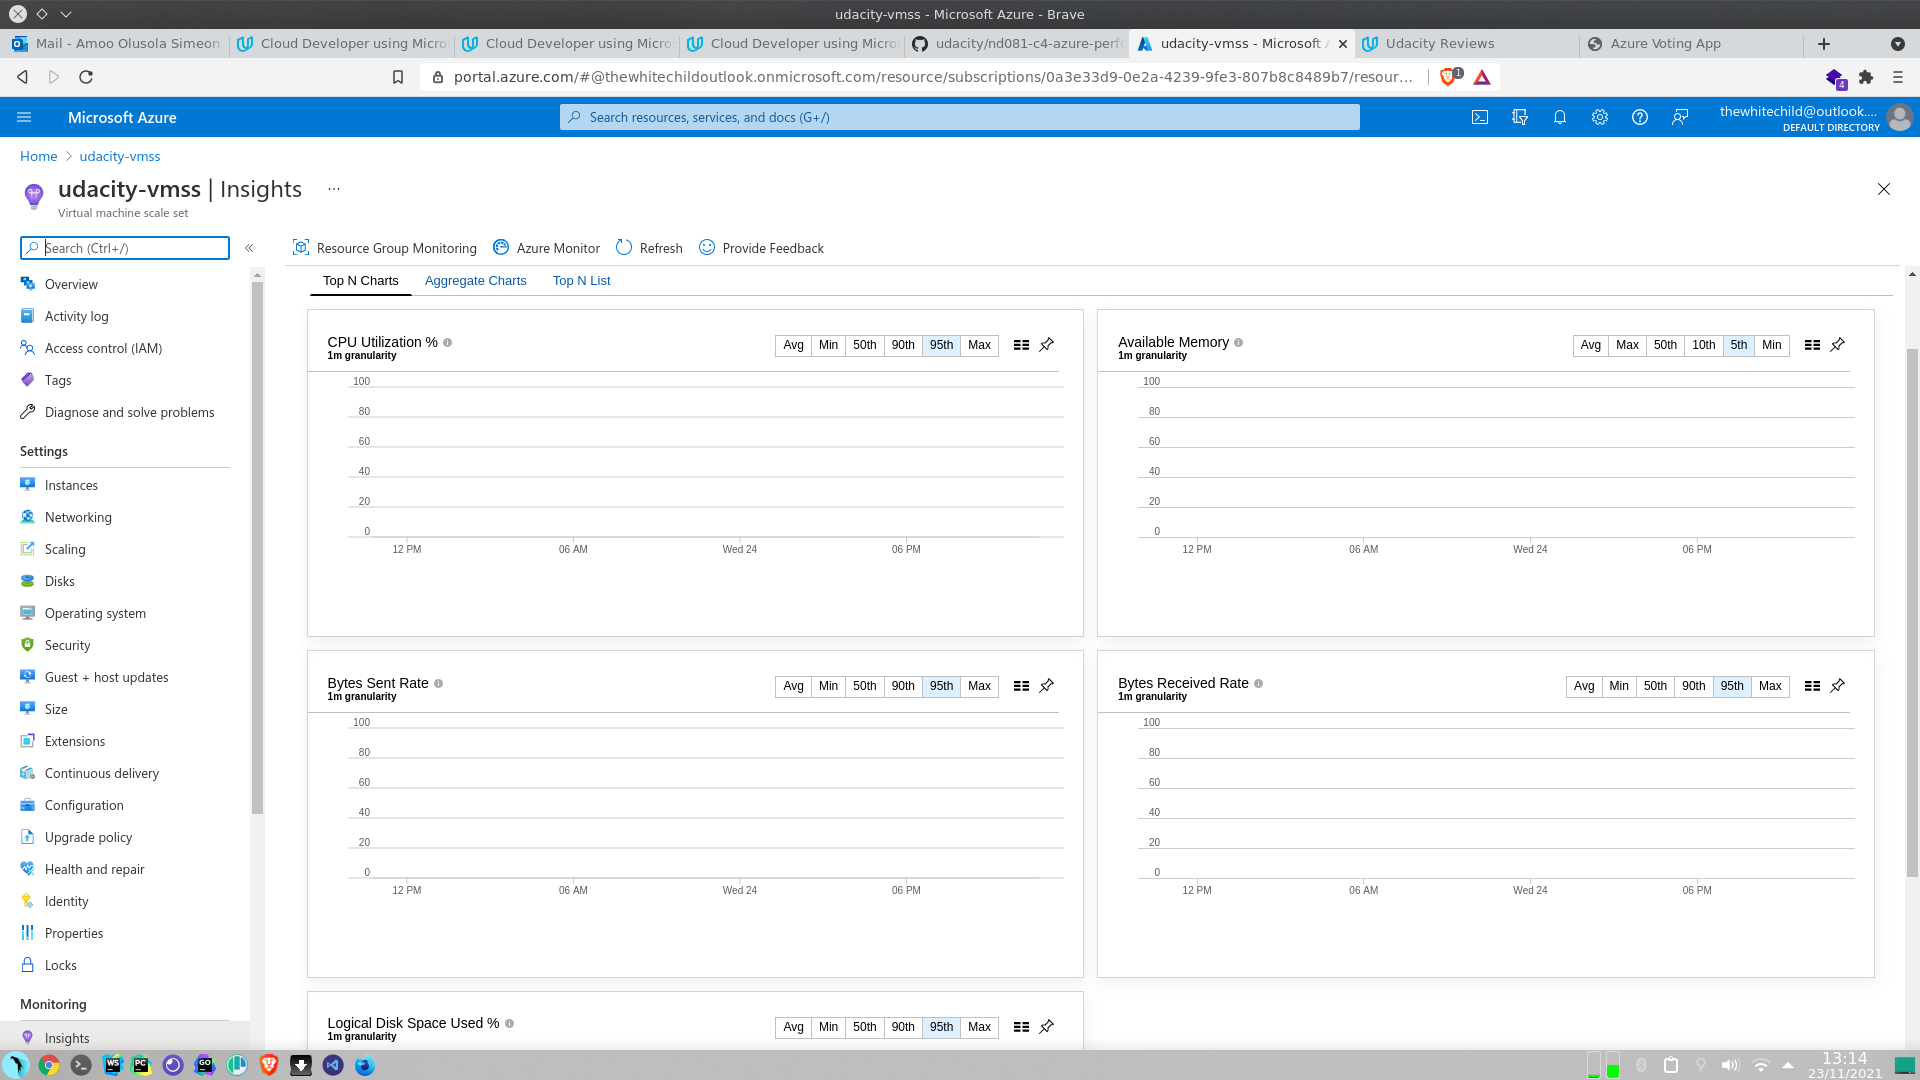 udacity-vmss - Microsoft Azure - Brave
Mail - Amoo Olusola Simeon
Cloud Developer using Micro
Cloud Developer using Micro
Cloud Developer using Micro
udacity/nd081-c4-azure-perf
udacity-vmss - Microsoft A
Udacity Reviews
Azure Voting App
portal.azure.com/#@thewhitechildoutlook.onmicrosoft.com/resource/subscriptions/0a3e33d9-0e2a-4239-9fe3-807b8c8489b7/resour...
1
4
Microsoft Azure
Search resources, services, and docs (G+/)
thewhitechild@outlook....
DEFAULT DIRECTORY
Home > udacity-vmss
udacity-vmss | Insights ...
Virtual machine scale set
Search (Ctrl+/)
«
Resource Group Monitoring
Azure Monitor
Refresh
Provide Feedback
Overview
Activity log
Access control (IAM)
Tags
Diagnose and solve problems
Settings
Instances
Networking
Scaling
Disks
Operating system
Security
Guest + host updates
Size
Extensions
Continuous delivery
Configuration
Upgrade policy
Health and repair
Identity
Properties
Locks
Monitoring
Insights
Top N Charts
Aggregate Charts
Top N List
CPU Utilization %
1m granularity
Avg Min 50th 90th 95th Max
100
80
60
40
20
0
12 PM 06 AM Wed 24 06 PM
Available Memory
1m granularity
Avg Max 50th 10th 5th Min
100
80
60
40
20
0
12 PM 06 AM Wed 24 06 PM
Bytes Sent Rate
1m granularity
Avg Min 50th 90th 95th Max
100
80
60
40
20
0
12 PM 06 AM Wed 24 06 PM
Bytes Received Rate
1m granularity
Avg Min 50th 90th 95th Max
100
80
60
40
20
0
12 PM 06 AM Wed 24 06 PM
Logical Disk Space Used %
1m granularity
Avg Min 50th 90th 95th Max
WS
PC
GO
13:14
23/11/2021